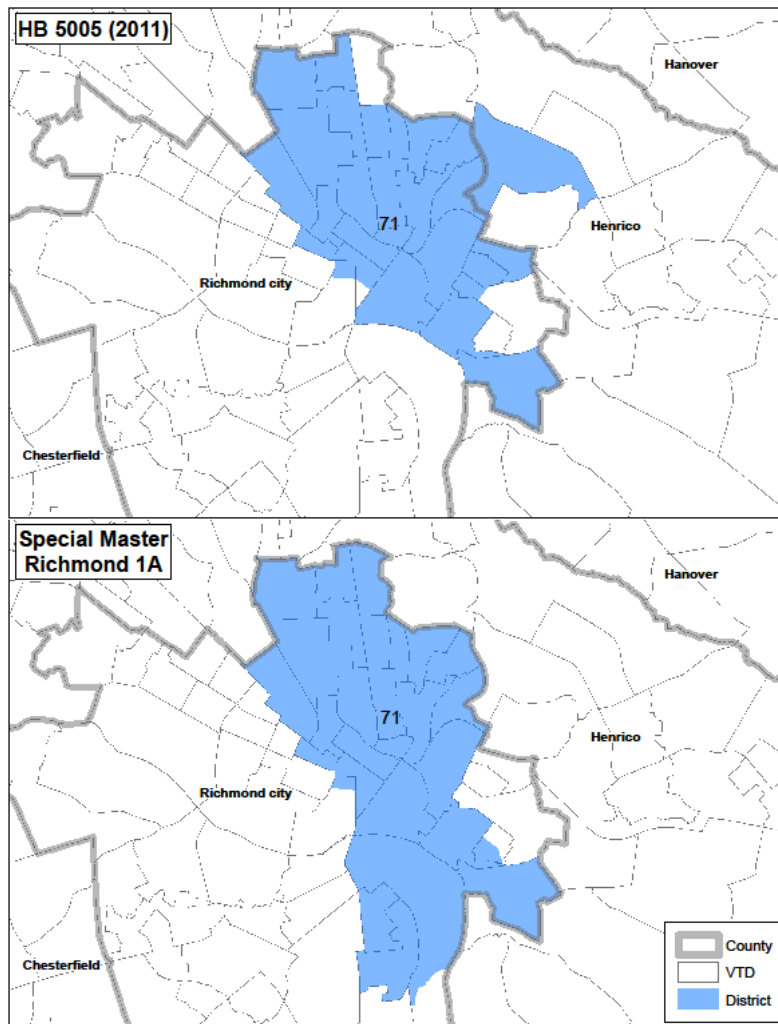 HB 5005 (2011)
Hanover
71
Henrico
Richmond city
Chesterfield
Special Master
Richmond 1A
Hanover
71
Henrico
Richmond city
Chesterfield
County
VTD
District